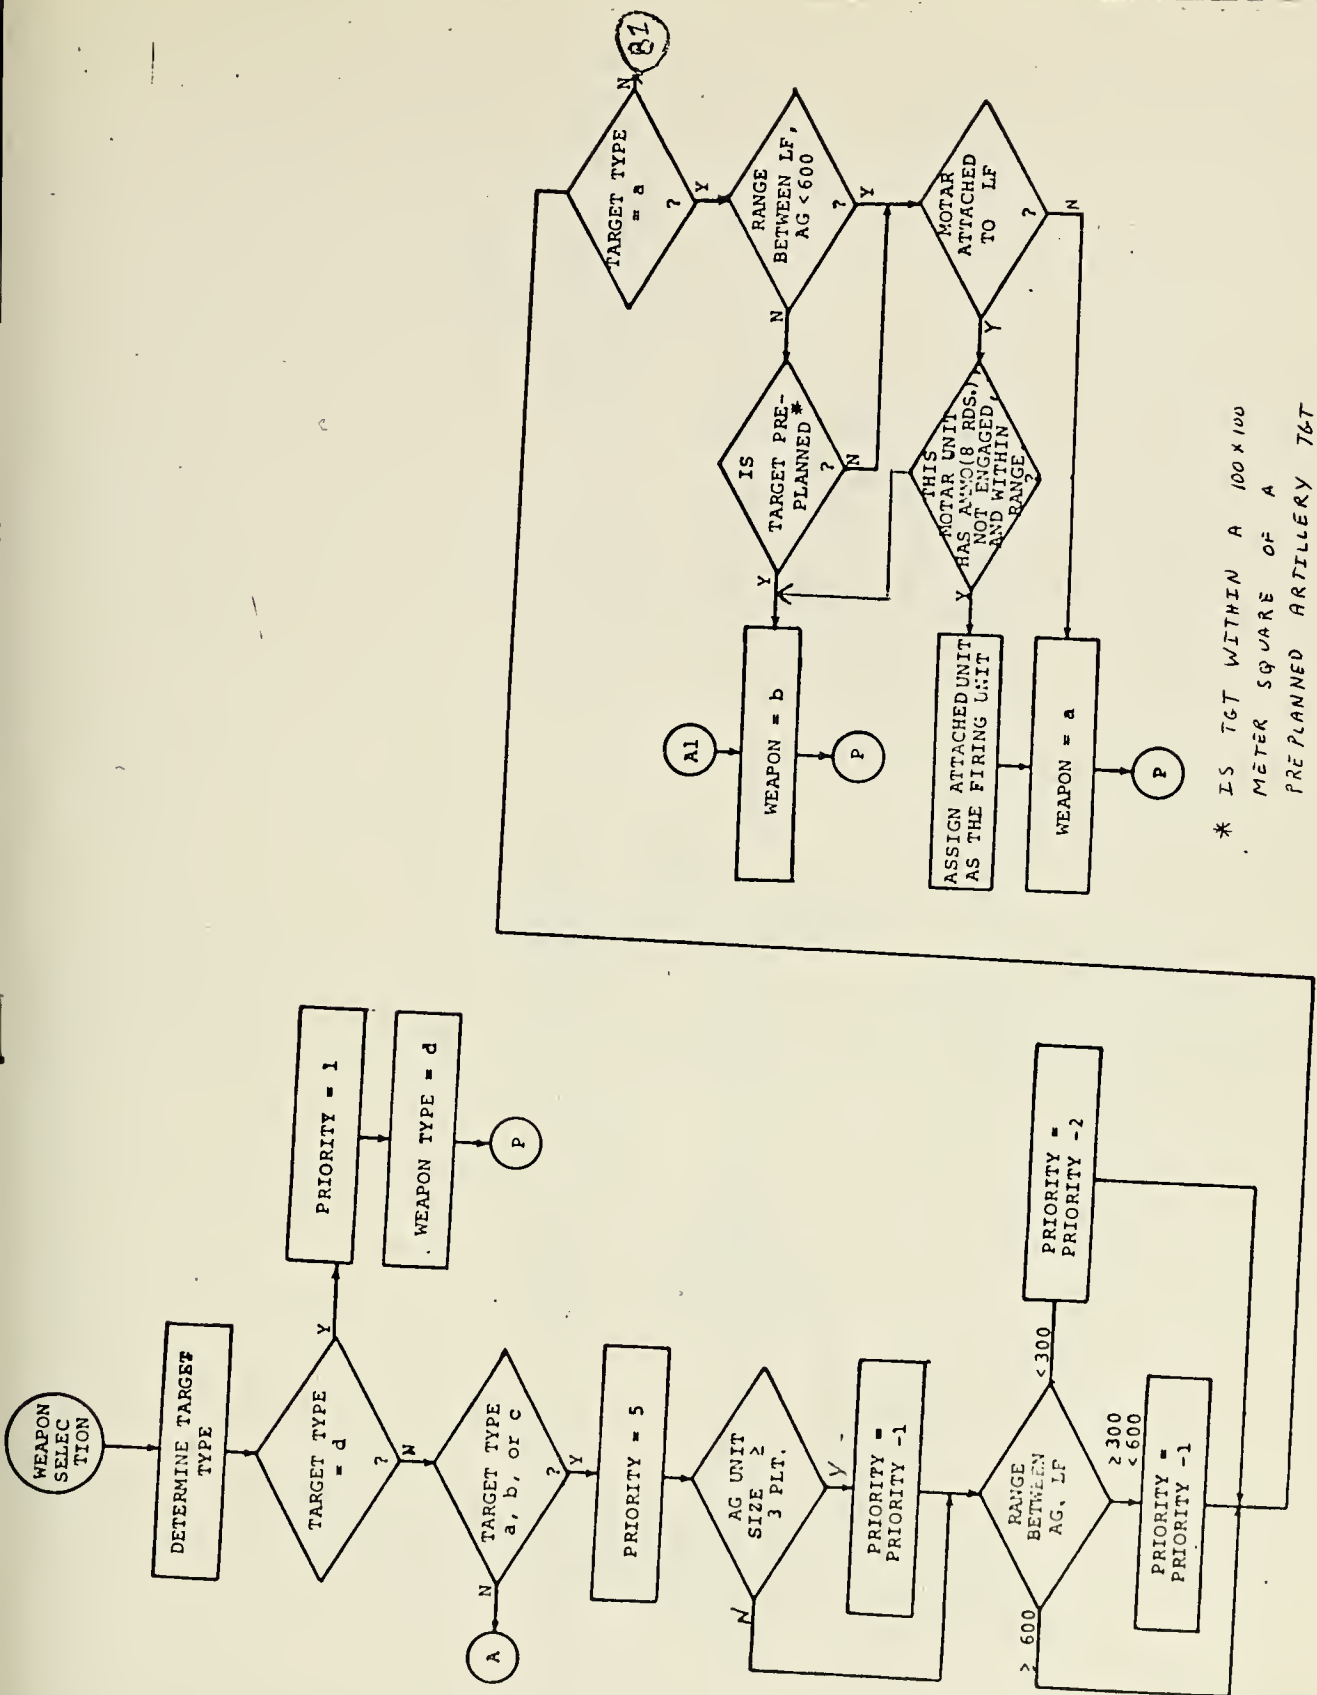 WEAPON
SELEC
TION
DETERMINE TARGET
TYPE
TARGET TYPE
= d
?
Y
N
PRIORITY = 1
WEAPON TYPE = d
P
TARGET TYPE
a, b, or c
?
N
Y
A
PRIORITY = 5
AG UNIT
SIZE ≥
3 PLT.
N
Y
PRIORITY =
PRIORITY -1
RANGE
BETWEEN
AG, LF
≥ 600
< 300
≥ 300
< 600
PRIORITY =
PRIORITY -2
PRIORITY =
PRIORITY -1
TARGET TYPE
= a
?
N
B1
Y
RANGE
BETWEEN LF,
AG < 600
?
N
Y
IS
TARGET PRE-
PLANNED *
?
Y
N
A1
WEAPON = b
P
MOTAR
ATTACHED
TO LF
?
Y
N
THIS
MOTAR UNIT
HAS AMMO(8 RDS.),
NOT ENGAGED,
AND WITHIN
RANGE
?
Y
ASSIGN ATTACHED UNIT
AS THE FIRING UNIT
WEAPON = a
P
* IS TGT WITHIN A 100 X 100
METER SQUARE OF A
PREPLANNED ARTILLERY TGT